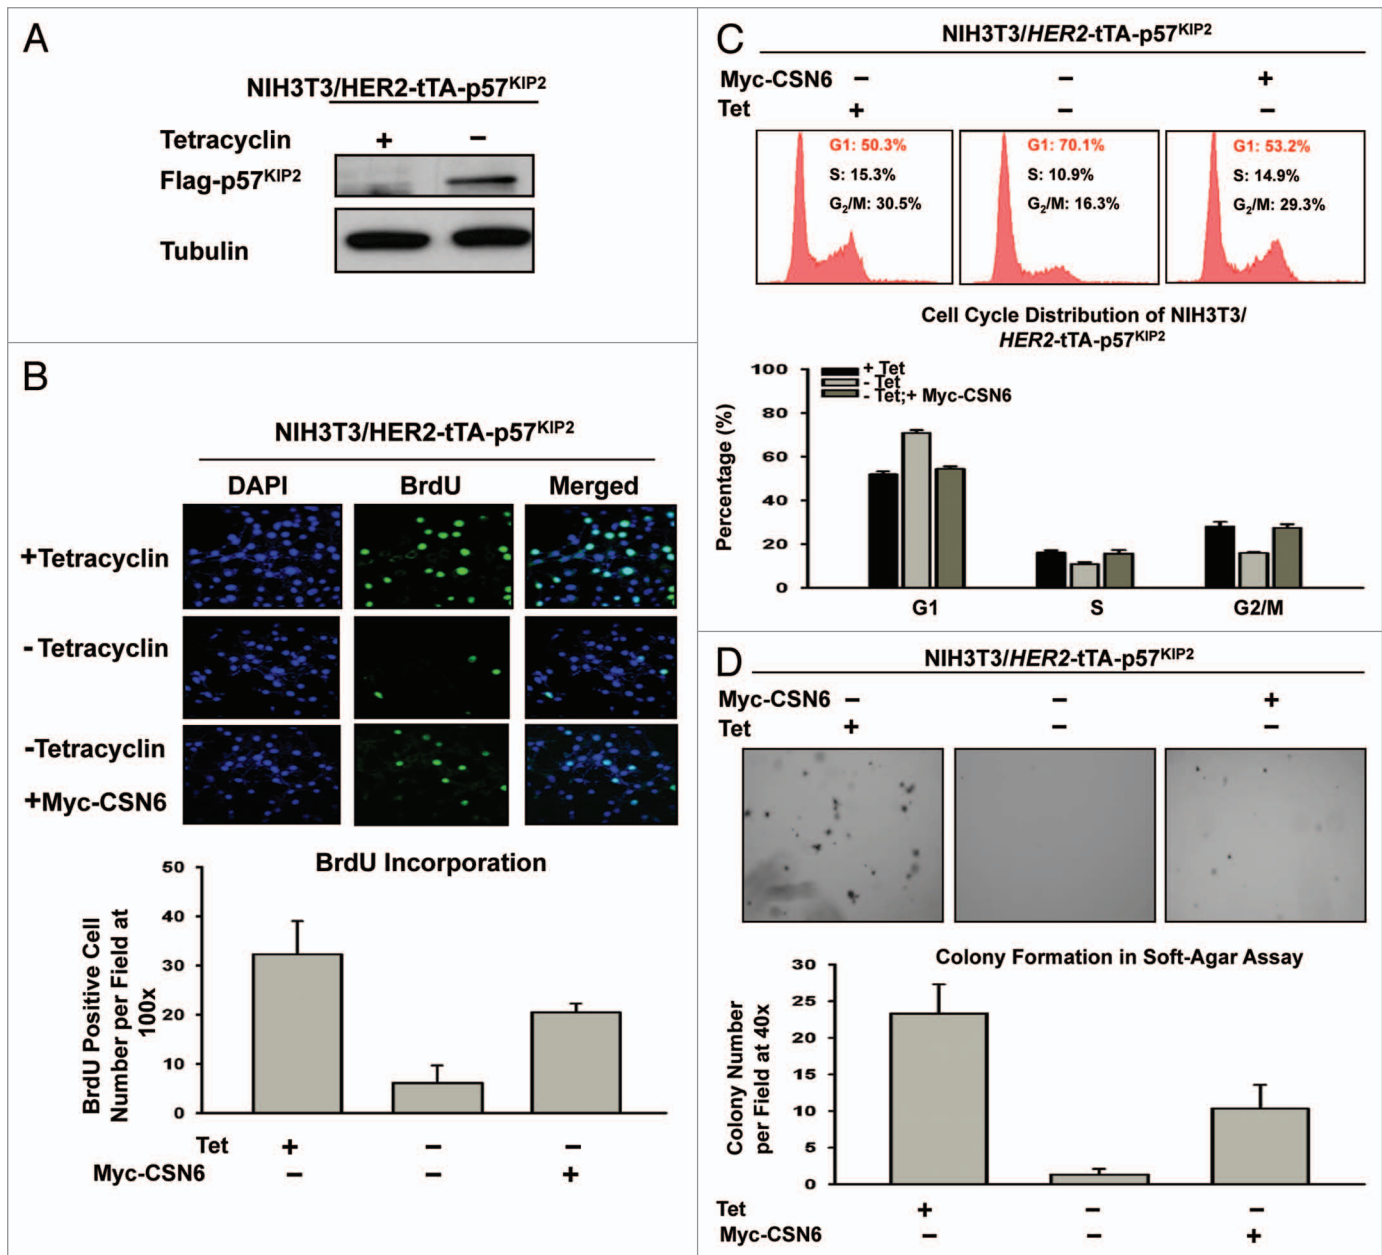 A
NIH3T3/HER2-tTA-p57KIP2
Tetracyclin + −
Flag-p57KIP2
Tubulin
B
NIH3T3/HER2-tTA-p57KIP2
DAPI BrdU Merged
+Tetracyclin
- Tetracyclin
-Tetracyclin
+Myc-CSN6
BrdU Incorporation
BrdU Positive Cell
Number per Field at
100x
50
40
30
20
10
0
Tet + − −
Myc-CSN6 − − +
C
NIH3T3/HER2-tTA-p57KIP2
Myc-CSN6 − − +
Tet + − −
G1: 50.3% G1: 70.1% G1: 53.2%
S: 15.3% S: 10.9% S: 14.9%
G2/M: 30.5% G2/M: 16.3% G2/M: 29.3%
Cell Cycle Distribution of NIH3T3/
HER2-tTA-p57KIP2
Percentage (%)
100
80
60
40
20
0
+ Tet
- Tet
- Tet;+ Myc-CSN6
G1 S G2/M
D
NIH3T3/HER2-tTA-p57KIP2
Myc-CSN6 − − +
Tet + − −
Colony Formation in Soft-Agar Assay
Colony Number
per Field at 40x
30
25
20
15
10
5
0
Tet + − −
Myc-CSN6 − − +